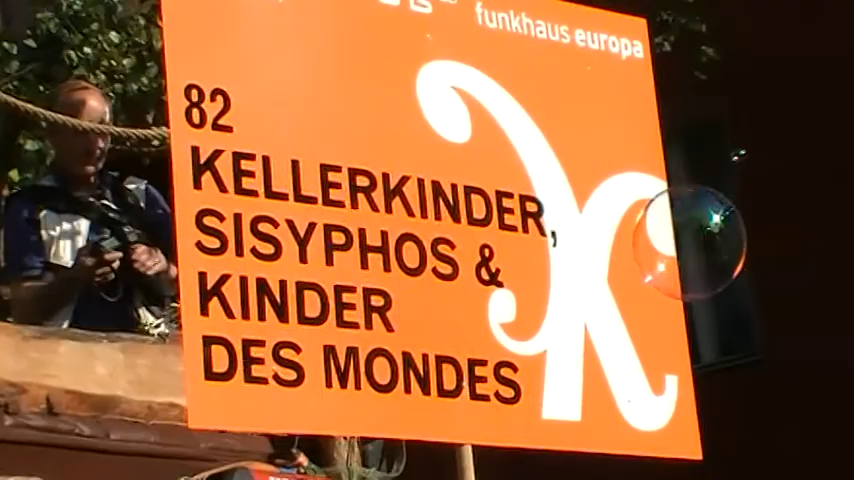 funkhaus europa
82
KELLERKINDER,
SISYPHOS &
KINDER
DES MONDES